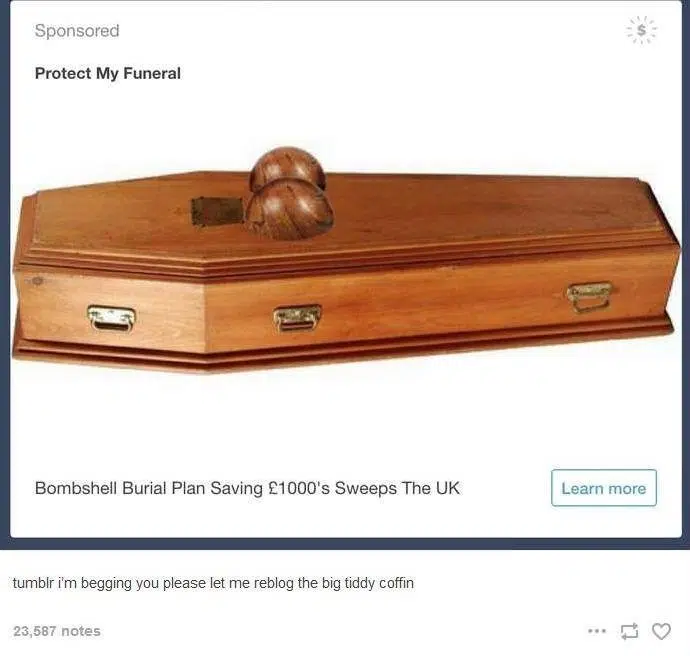 Sponsored
$
Protect My Funeral
Bombshell Burial Plan Saving £1000's Sweeps The UK
Learn more
tumblr i'm begging you please let me reblog the big tiddy coffin
23,587 notes